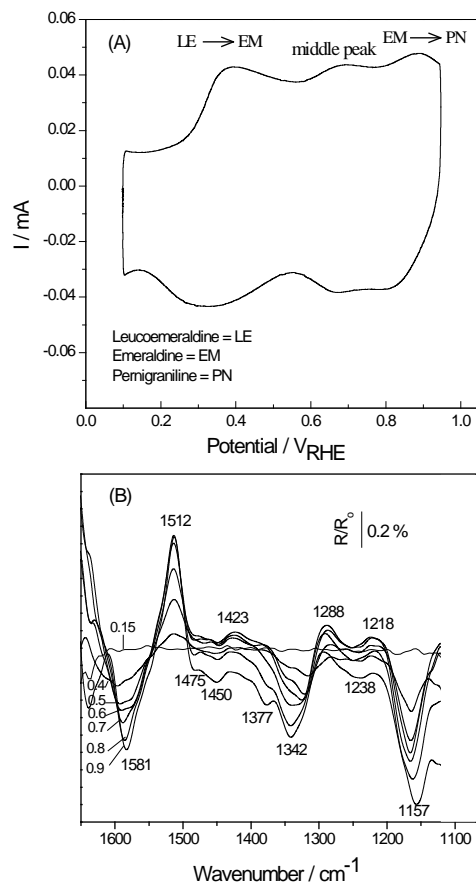 (A)
LE → EM
middle peak
EM → PN
0.06
0.04
0.02
0.00
-0.02
-0.04
-0.06
I / mA
Leucoemeraldine = LE
Emeraldine = EM
Pernigraniline = PN
0.0 0.2 0.4 0.6 0.8 1.0
Potential / VRHE
(B)
1512
R/Ro
0.2 %
0.15
1423
1288
1218
0.4
0.5
0.6
0.7
0.8
0.9
1581
1475
1450
1377
1342
1238
1157
1600 1500 1400 1300 1200 1100
Wavenumber / cm-1